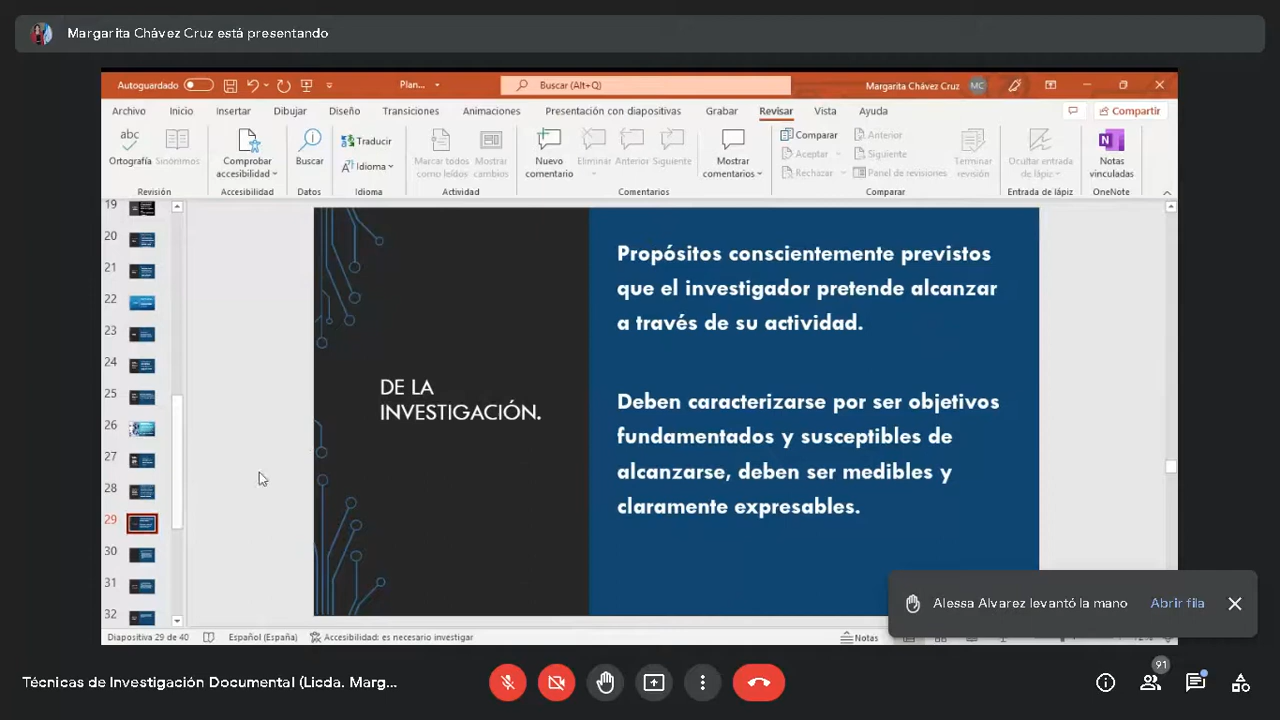 Margarita Chávez Cruz está presentando
Autoguardado
Plan...
Buscar (Alt+Q)
Margarita Chávez Cruz
MC
Archivo Inicio Insertar Dibujar Diseño Transiciones Animaciones Presentación con diapositivas Grabar Revisar Vista Ayuda Compartir
abc
Ortografía Sinónimos
Revisión
Comprobar
accesibilidad
Accesibilidad
Buscar
Datos
Traducir
Idioma
Idioma
Marcar todos
como leídos
Mostrar
cambios
Actividad
Nuevo
comentario
Eliminar Anterior Siguiente
Mostrar
comentarios
Comentarios
Comparar
Aceptar
Rechazar
Anterior
Siguiente
Panel de revisiones
Terminar
revisión
Comparar
Ocultar entrada
de lápiz
Entrada de lápiz
N
Notas
vinculadas
OneNote
19
20
21
22
23
24
25
26
27
28
29
30
31
32
DE LA
INVESTIGACIÓN.
Propósitos conscientemente previstos
que el investigador pretende alcanzar
a través de su actividad.
Deben caracterizarse por ser objetivos
fundamentados y susceptibles de
alcanzarse, deben ser medibles y
claramente expresables.
Alessa Alvarez levantó la mano
Abrir fila
Diapositiva 29 de 40
Español (España)
Accesibilidad: es necesario investigar
Notas
Técnicas de Investigación Documental (Licda. Marg...
91